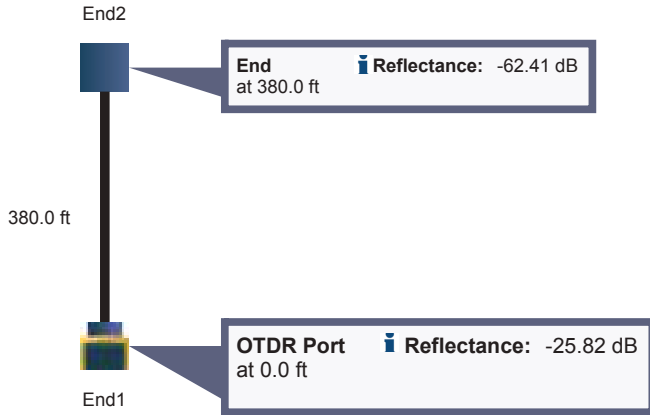 End2
End Reflectance: -62.41 dB
at 380.0 ft
380.0 ft
OTDR Port Reflectance: -25.82 dB
at 0.0 ft
End1